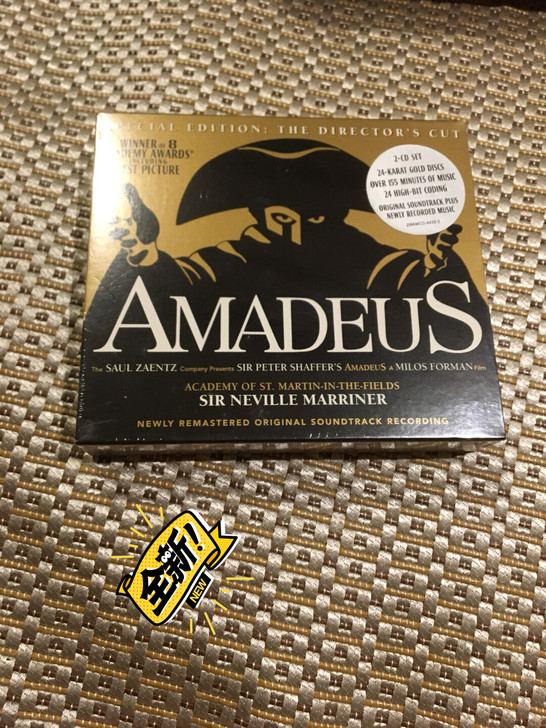 SPECIAL EDITION: THE DIRECTOR'S CUT
WINNER OF 8
ACADEMY AWARDS®
INCLUDING
BEST PICTURE
2-CD SET
24-KARAT GOLD DISCS
OVER 155 MINUTES OF MUSIC
24 HIGH-BIT CODING
ORIGINAL SOUNDTRACK PLUS
NEWLY RECORDED MUSIC
AMADEUS
The SAUL ZAENTZ Company Presents SIR PETER SHAFFER'S AMADEUS A MILOS FORMAN Film
ACADEMY OF ST. MARTIN-IN-THE-FIELDS
SIR NEVILLE MARRINER
NEWLY REMASTERED ORIGINAL SOUNDTRACK RECORDING
全新!
NEW